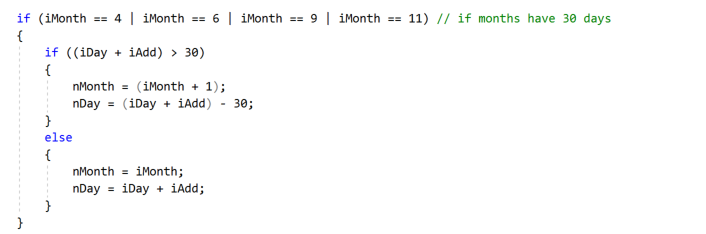 if (iMonth == 4 | iMonth == 6 | iMonth == 9 | iMonth == 11) // if months have 30 days
{
    if ((iDay + iAdd) > 30)
    {
        nMonth = (iMonth + 1);
        nDay = (iDay + iAdd) - 30;
    }
    else
    {
        nMonth = iMonth;
        nDay = iDay + iAdd;
    }
}